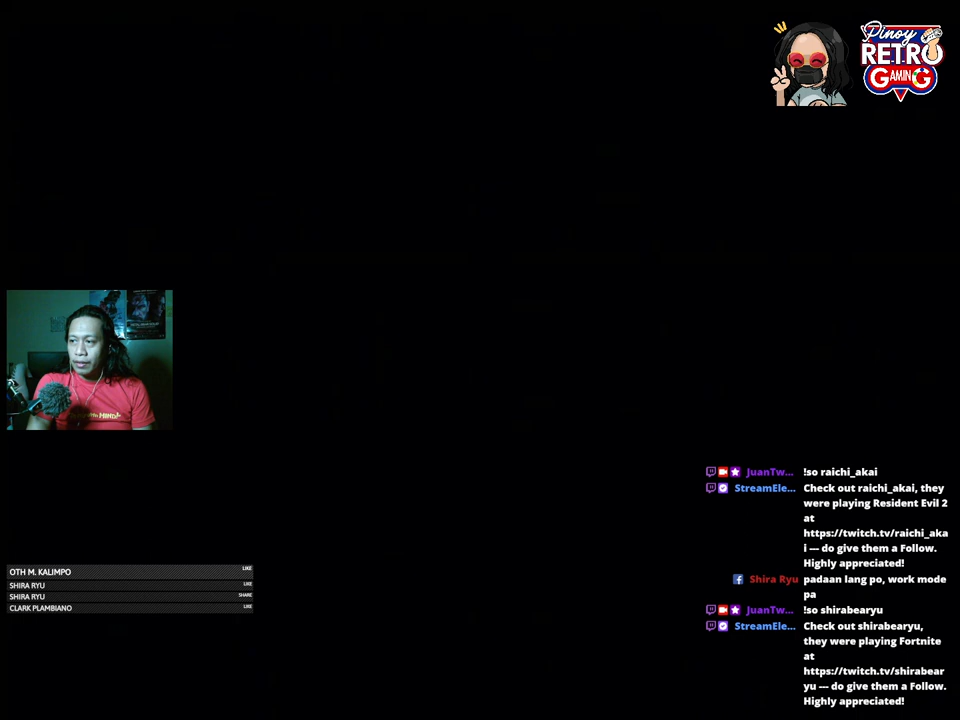 Pinoy
RETRO
GAMING
OTH M. KALIMPO LIKE
SHIRA RYU LIKE
SHIRA RYU SHARE
CLARK PLAMBIANO LIKE
JuanTw... !so raichi_akai
StreamEle... Check out raichi_akai, they
were playing Resident Evil 2
at
https://twitch.tv/raichi_aka
i --- do give them a Follow.
Highly appreciated!
Shira Ryu padaan lang po, work mode
pa
JuanTw... !so shirabearyu
StreamEle... Check out shirabearyu,
they were playing Fortnite
at
https://twitch.tv/shirabear
yu --- do give them a Follow.
Highly appreciated!